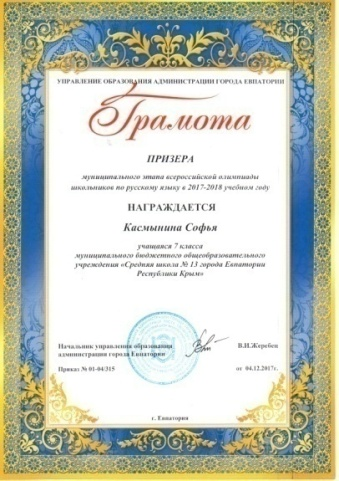 УПРАВЛЕНИЕ ОБРАЗОВАНИЯ АДМИНИСТРАЦИИ ГОРОДА ЕВПАТОРИИ
Грамота
ПРИЗЕРА
муниципального этапа всероссийской олимпиады
школьников по русскому языку в 2017-2018 учебном году
НАГРАЖДАЕТСЯ
Касмынина Софья
учащаяся 7 класса
муниципального бюджетного общеобразовательного
учреждения «Средняя школа № 13 города Евпатории
Республики Крым»
Начальник управления образования
администрации города Евпатории
В.И.Жеребец
Приказ № 01-04/315
от 04.12.2017г.
г. Евпатория